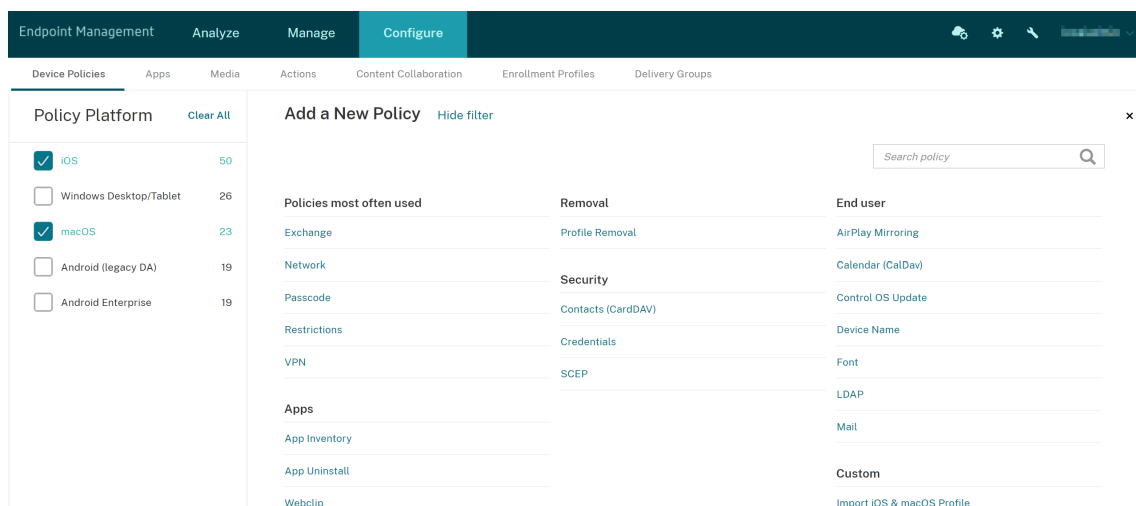 Endpoint Management
Analyze
Manage
Configure
Device Policies
Apps
Media
Actions
Content Collaboration
Enrollment Profiles
Delivery Groups
Policy Platform
Clear All
iOS 50
Windows Desktop/Tablet 26
macOS 23
Android (legacy DA) 19
Android Enterprise 19
Add a New Policy
Hide filter
Search policy
Policies most often used
Exchange
Network
Passcode
Restrictions
VPN
Apps
App Inventory
App Uninstall
Webclip
Removal
Profile Removal
Security
Contacts (CardDAV)
Credentials
SCEP
End user
AirPlay Mirroring
Calendar (CalDav)
Control OS Update
Device Name
Font
LDAP
Mail
Custom
Import iOS & macOS Profile